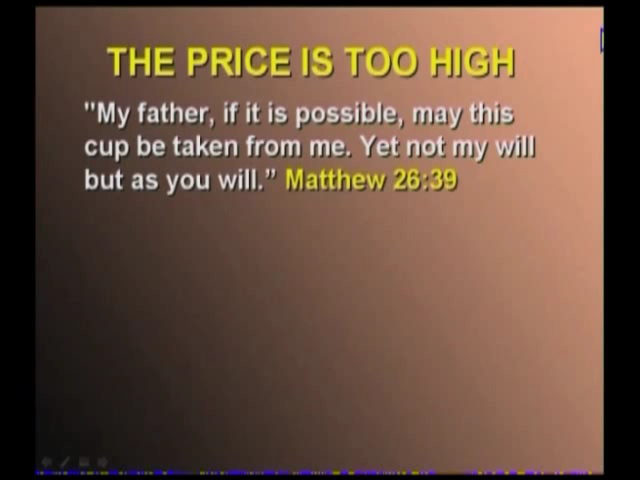 THE PRICE IS TOO HIGH
"My father, if it is possible, may this
cup be taken from me. Yet not my will
but as you will.” Matthew 26:39